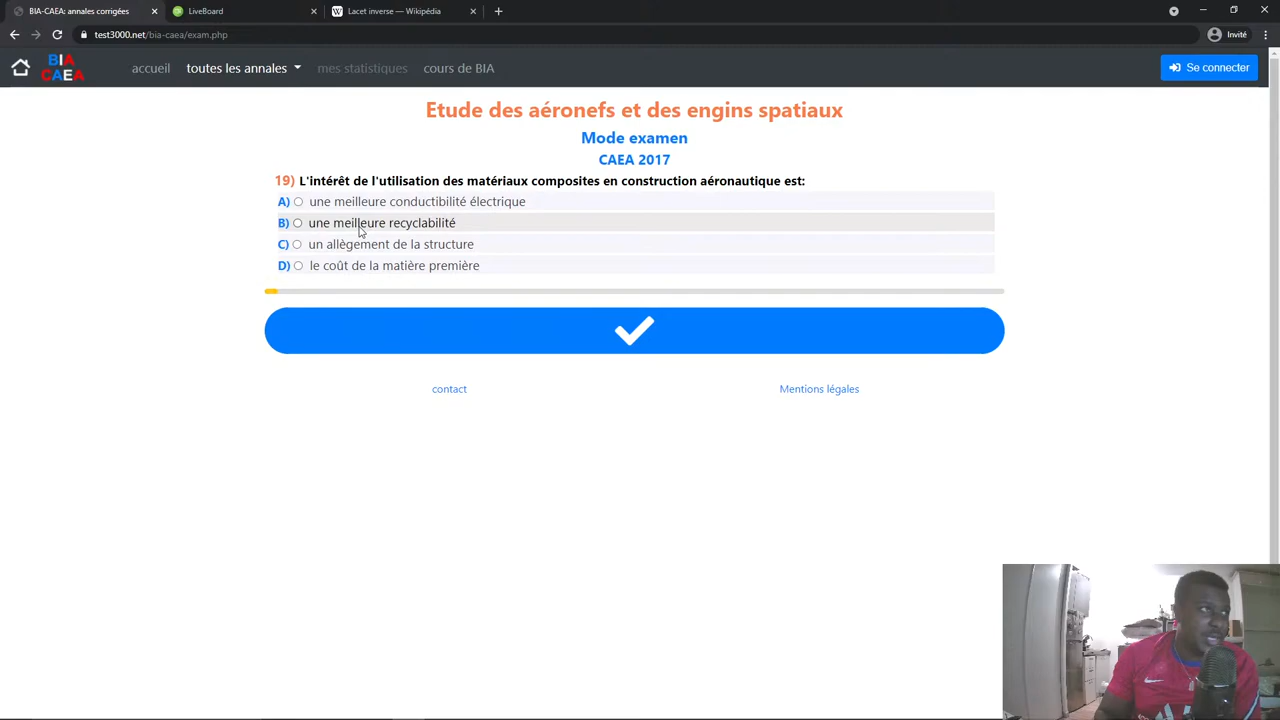 BIA-CAEA: annales corrigées
LiveBoard
Lacet inverse — Wikipédia
test3000.net/bia-caea/exam.php
Invité
BIA
CAEA
accueil
toutes les annales
mes statistiques
cours de BIA
Se connecter
Etude des aéronefs et des engins spatiaux
Mode examen
CAEA 2017
19) L'intérêt de l'utilisation des matériaux composites en construction aéronautique est:
A) une meilleure conductibilité électrique
B) une meilleure recyclabilité
C) un allègement de la structure
D) le coût de la matière première
contact
Mentions légales